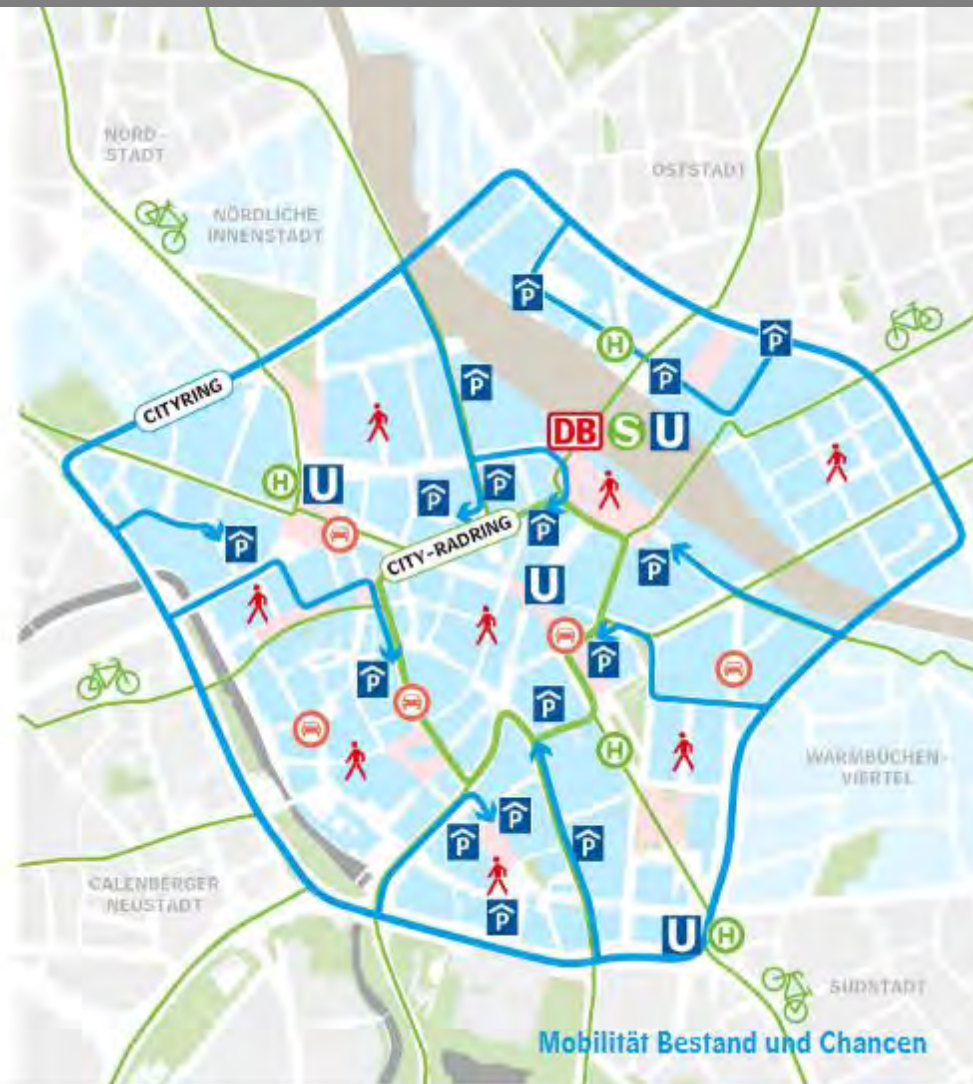 NORD-
STADT
OSTSTADT
NÖRDLICHE
INNENSTADT
P
H
P
P
P
CITYRING
DB S U
H U
P
P
P
P
CITY-RADRING
P
U
P
P
P
P
H
WARMBÜCHEN-
VIERTEL
P
P
P
CALENBERGER
NEUSTADT
P
U H
SÜDSTADT
Mobilität Bestand und Chancen